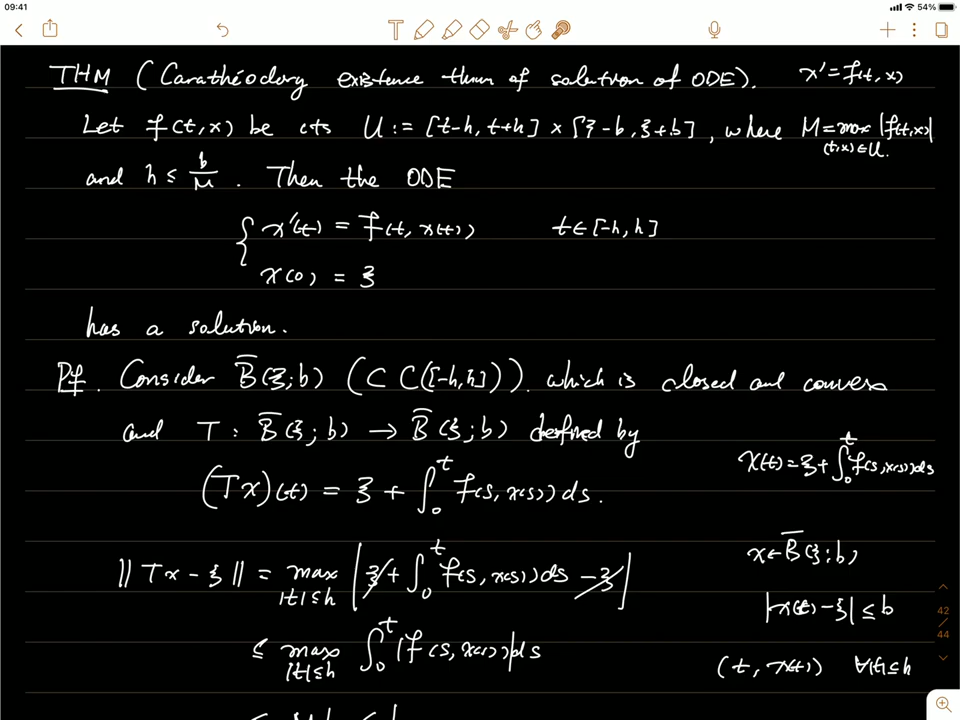 09:41
54%
THM (Carathéodory existence thm of solution of ODE). x' = f(t,x)
Let f(t,x) be cts U := [t-h, t+h] × [ξ-b, ξ+b], where M = max |f(t,x)|
(t,x)∈U.
and h ≤ b/M. Then the ODE
{ x'(t) = f(t, x(t)) t ∈ [-h, h]
x(0) = ξ
has a solution.
Pf. Consider B̅(ξ; b) (⊂ C([-h,h])). which is closed and convex
and T : B̅(ξ; b) → B̅(ξ; b) defined by
x(t) = ξ + ∫₀ᵗ f(s, x(s)) ds
(Tx)(t) = ξ + ∫₀ᵗ f(s, x(s)) ds.
x ∈ B̅(ξ; b)
‖Tx - ξ‖ = max_{|t|≤h} | ξ + ∫₀ᵗ f(s, x(s)) ds - ξ |
|x(t) - ξ| ≤ b
42
/
44
≤ max_{|t|≤h} ∫₀ᵗ |f(s, x(s))| ds
(t, x(t)) ∀|t|≤h